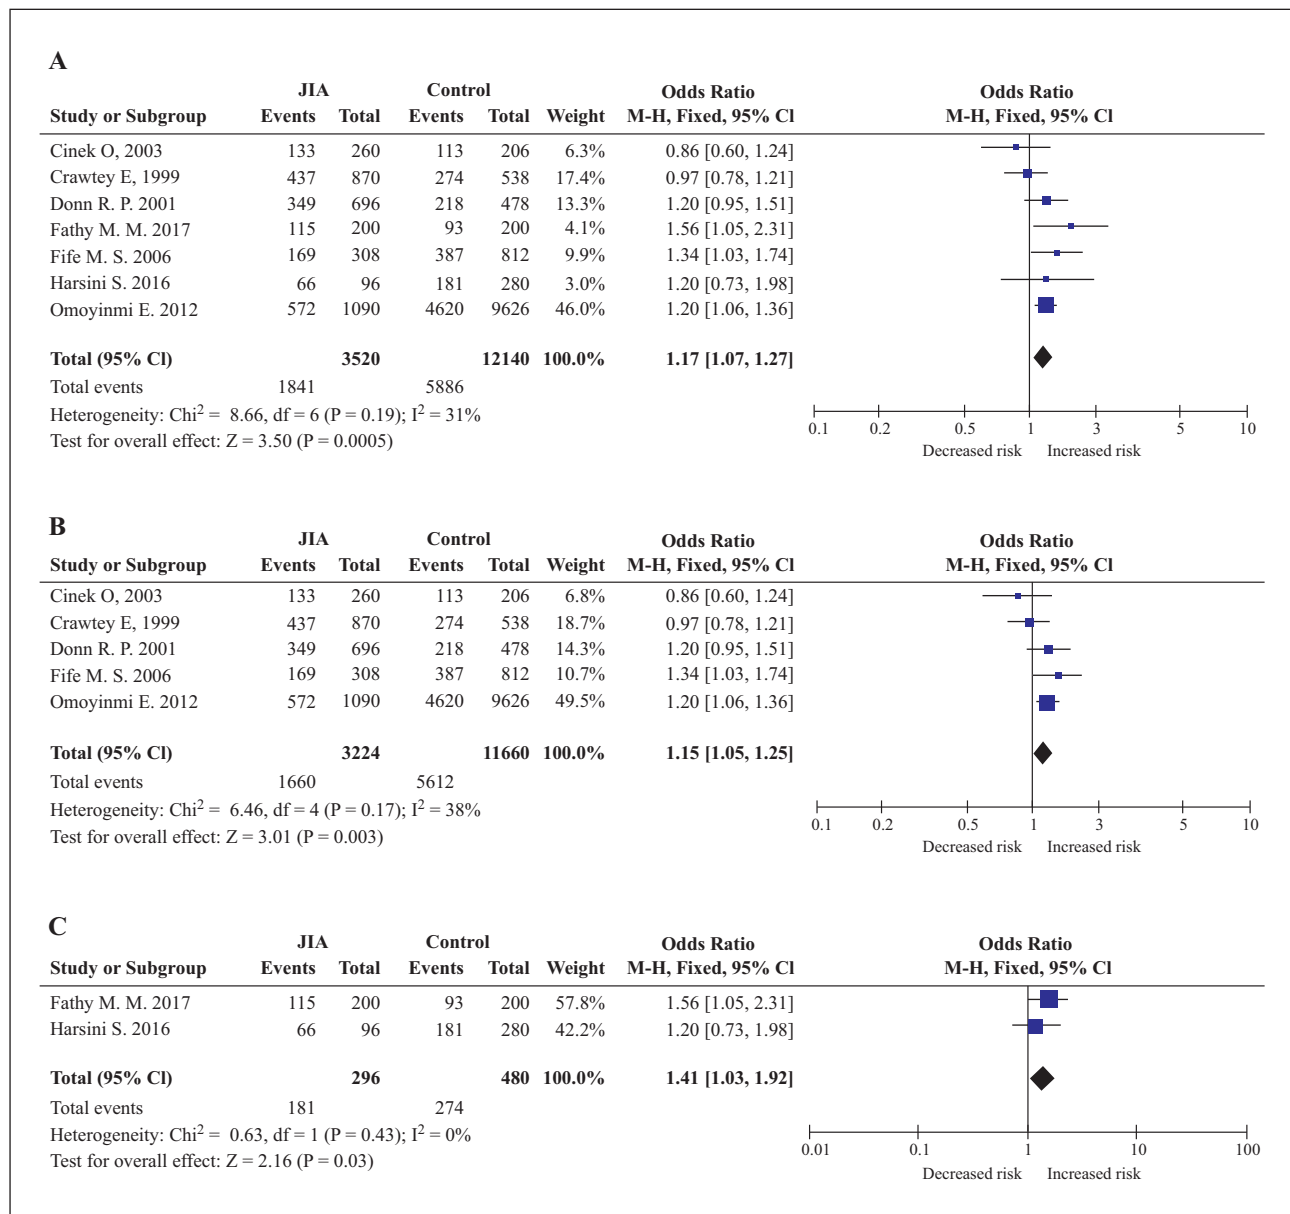 A
JIA Control Odds Ratio Odds Ratio
Study or Subgroup Events Total Events Total Weight M-H, Fixed, 95% Cl M-H, Fixed, 95% Cl
Cinek O, 2003 133 260 113 206 6.3% 0.86 [0.60, 1.24]
Crawtey E, 1999 437 870 274 538 17.4% 0.97 [0.78, 1.21]
Donn R. P. 2001 349 696 218 478 13.3% 1.20 [0.95, 1.51]
Fathy M. M. 2017 115 200 93 200 4.1% 1.56 [1.05, 2.31]
Fife M. S. 2006 169 308 387 812 9.9% 1.34 [1.03, 1.74]
Harsini S. 2016 66 96 181 280 3.0% 1.20 [0.73, 1.98]
Omoyinmi E. 2012 572 1090 4620 9626 46.0% 1.20 [1.06, 1.36]
Total (95% Cl) 3520 12140 100.0% 1.17 [1.07, 1.27]
Total events 1841 5886
Heterogeneity: Chi² = 8.66, df = 6 (P = 0.19); I² = 31%
Test for overall effect: Z = 3.50 (P = 0.0005)
0.1 0.2 0.5 1 3 5 10
Decreased risk Increased risk
B
JIA Control Odds Ratio Odds Ratio
Study or Subgroup Events Total Events Total Weight M-H, Fixed, 95% Cl M-H, Fixed, 95% Cl
Cinek O, 2003 133 260 113 206 6.8% 0.86 [0.60, 1.24]
Crawtey E, 1999 437 870 274 538 18.7% 0.97 [0.78, 1.21]
Donn R. P. 2001 349 696 218 478 14.3% 1.20 [0.95, 1.51]
Fife M. S. 2006 169 308 387 812 10.7% 1.34 [1.03, 1.74]
Omoyinmi E. 2012 572 1090 4620 9626 49.5% 1.20 [1.06, 1.36]
Total (95% Cl) 3224 11660 100.0% 1.15 [1.05, 1.25]
Total events 1660 5612
Heterogeneity: Chi² = 6.46, df = 4 (P = 0.17); I² = 38%
Test for overall effect: Z = 3.01 (P = 0.003)
0.1 0.2 0.5 1 3 5 10
Decreased risk Increased risk
C
JIA Control Odds Ratio Odds Ratio
Study or Subgroup Events Total Events Total Weight M-H, Fixed, 95% Cl M-H, Fixed, 95% Cl
Fathy M. M. 2017 115 200 93 200 57.8% 1.56 [1.05, 2.31]
Harsini S. 2016 66 96 181 280 42.2% 1.20 [0.73, 1.98]
Total (95% Cl) 296 480 100.0% 1.41 [1.03, 1.92]
Total events 181 274
Heterogeneity: Chi² = 0.63, df = 1 (P = 0.43); I² = 0%
Test for overall effect: Z = 2.16 (P = 0.03)
0.01 0.1 1 10 100
Decreased risk Increased risk